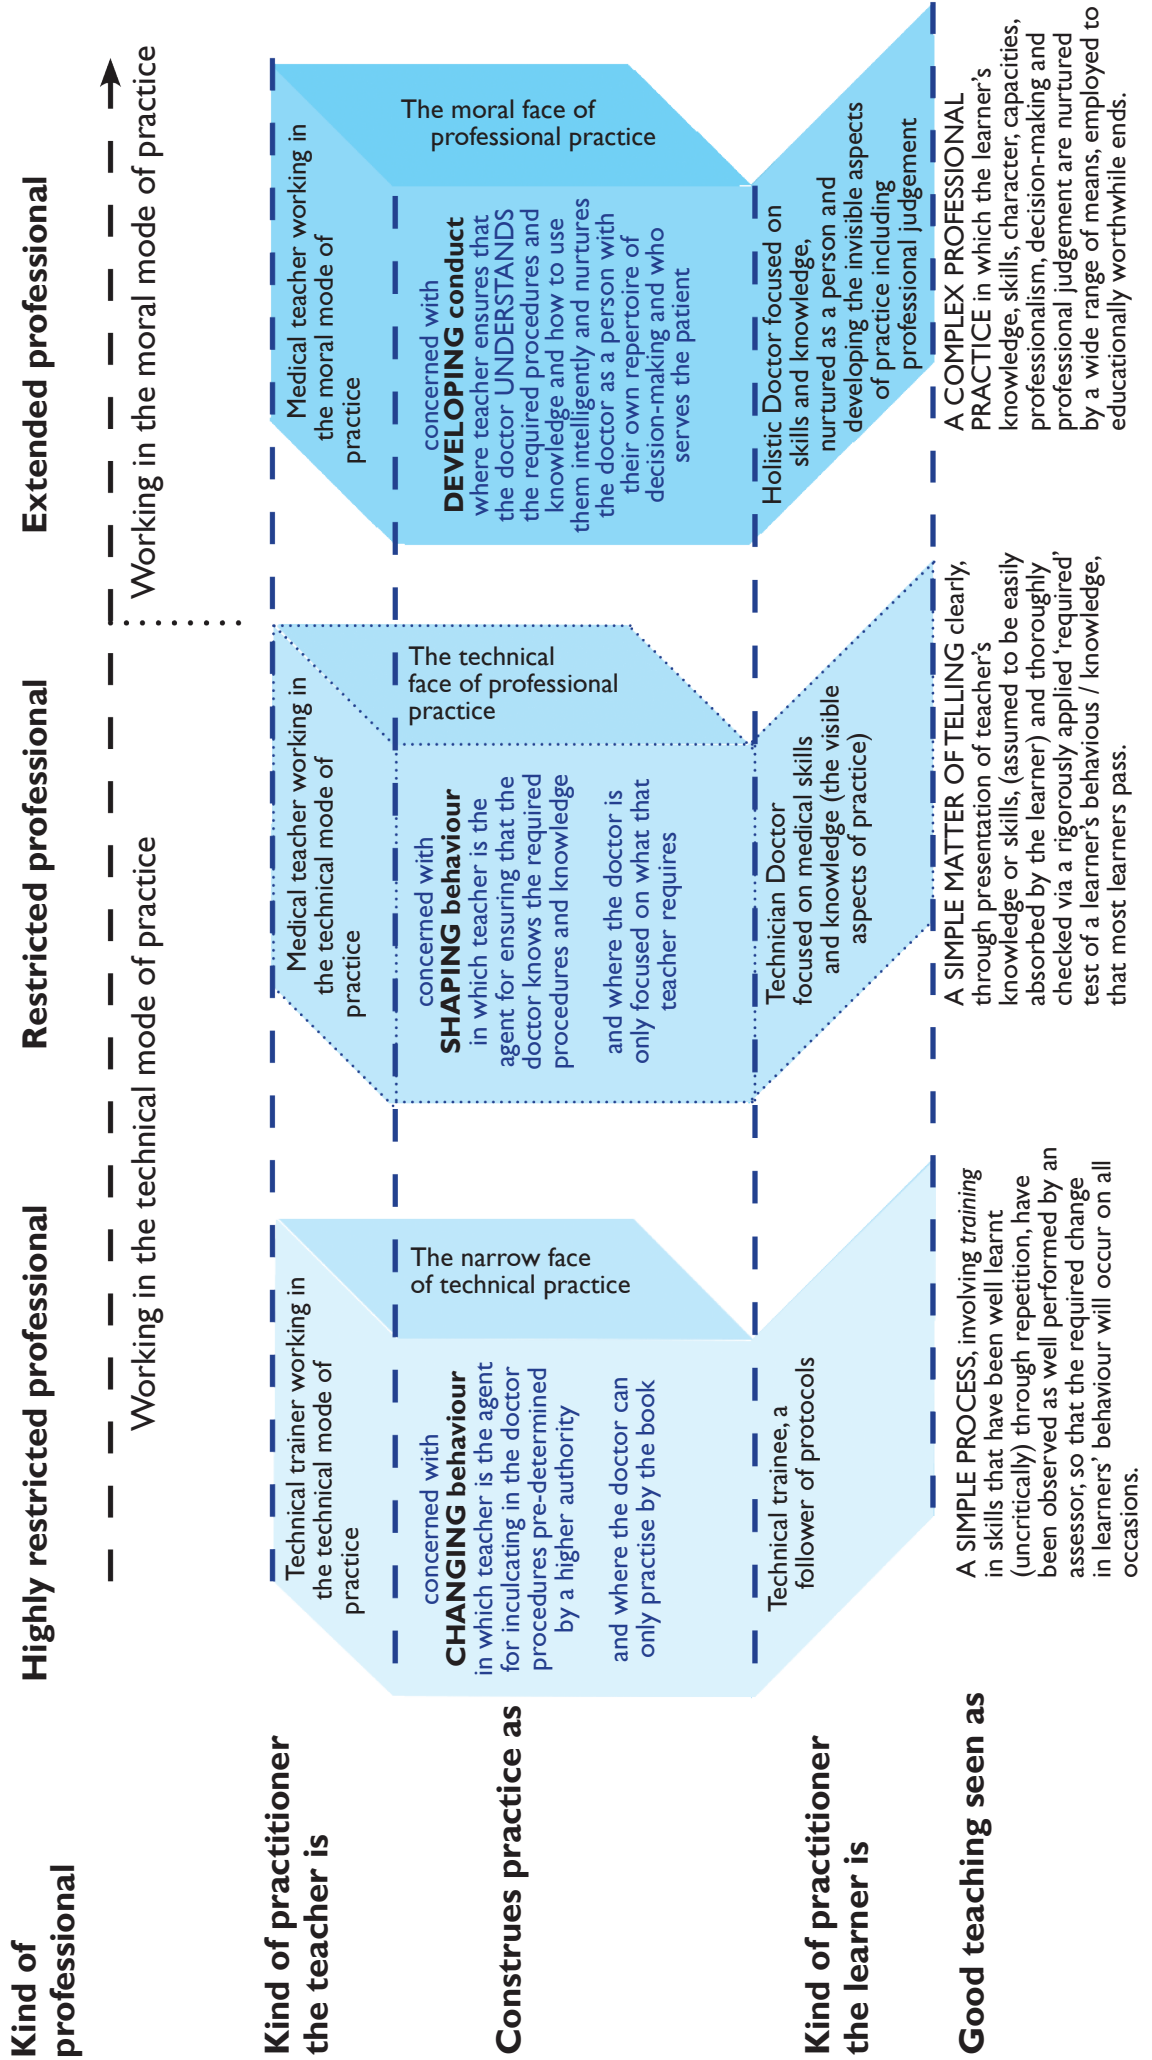 Kind of
professional
Highly restricted professional
Restricted professional
Extended professional
Working in the technical mode of practice
Working in the moral mode of practice
Kind of practitioner
the teacher is
Technical trainer working in
the technical mode of
practice
Medical teacher working in
the technical mode of
practice
Medical teacher working in
the moral mode of
practice
Construes practice as
concerned with
CHANGING behaviour
in which teacher is the agent
for inculcating in the doctor
procedures pre-determined
by a higher authority
and where the doctor can
only practise by the book
The narrow face
of technical practice
concerned with
SHAPING behaviour
in which teacher is the
agent for ensuring that the
doctor knows the required
procedures and knowledge
and where the doctor is
only focused on what that
teacher requires
The technical
face of professional
practice
concerned with
DEVELOPING conduct
where teacher ensures that
the doctor UNDERSTANDS
the required procedures and
knowledge and how to use
them intelligently and nurtures
the doctor as a person with
their own repertoire of
decision-making and who
serves the patient
The moral face of
professional practice
Kind of practitioner
the learner is
Technical trainee, a
follower of protocols
Technician Doctor
focused on medical skills
and knowledge (the visible
aspects of practice)
Holistic Doctor focused on
skills and knowledge,
nurtured as a person and
developing the invisible aspects
of practice including
professional judgement
Good teaching seen as
A SIMPLE PROCESS, involving training
in skills that have been well learnt
(uncritically) through repetition, have
been observed as well performed by an
assessor, so that the required change
in learners' behaviour will occur on all
occasions.
A SIMPLE MATTER OF TELLING clearly,
through presentation of teacher's
knowledge or skills, (assumed to be easily
absorbed by the learner) and thoroughly
checked via a rigorously applied 'required'
test of a learner's behavious / knowledge,
that most learners pass.
A COMPLEX PROFESSIONAL
PRACTICE in which the learner's
knowledge, skills, character, capacities,
professionalism, decision-making and
professional judgement are nurtured
by a wide range of means, employed to
educationally worthwhile ends.